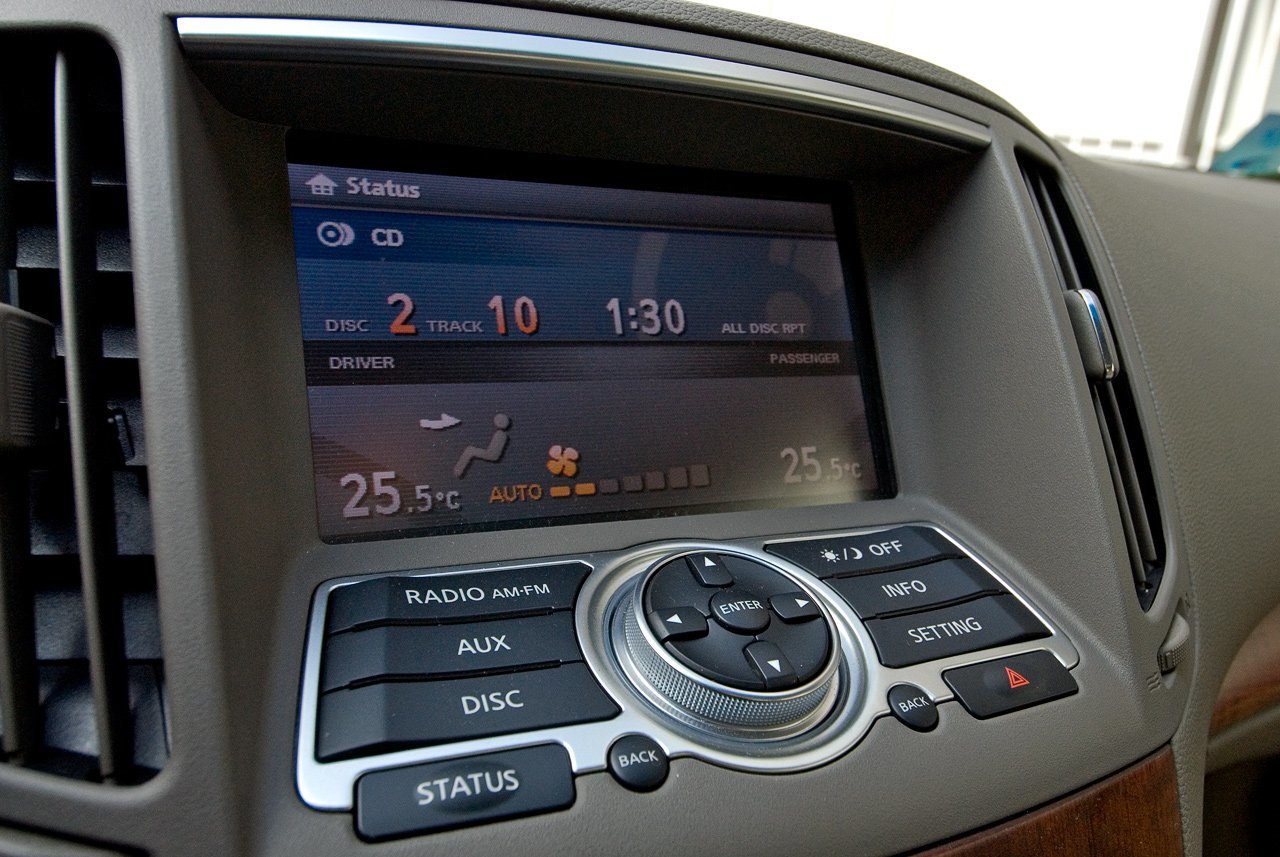 Status
CD
DISC 2 TRACK 10 1:30 ALL DISC RPT
DRIVER PASSENGER
25.5°C AUTO 25.5°C
RADIO AM·FM
AUX
DISC
STATUS
BACK
ENTER
OFF
INFO
SETTING
BACK